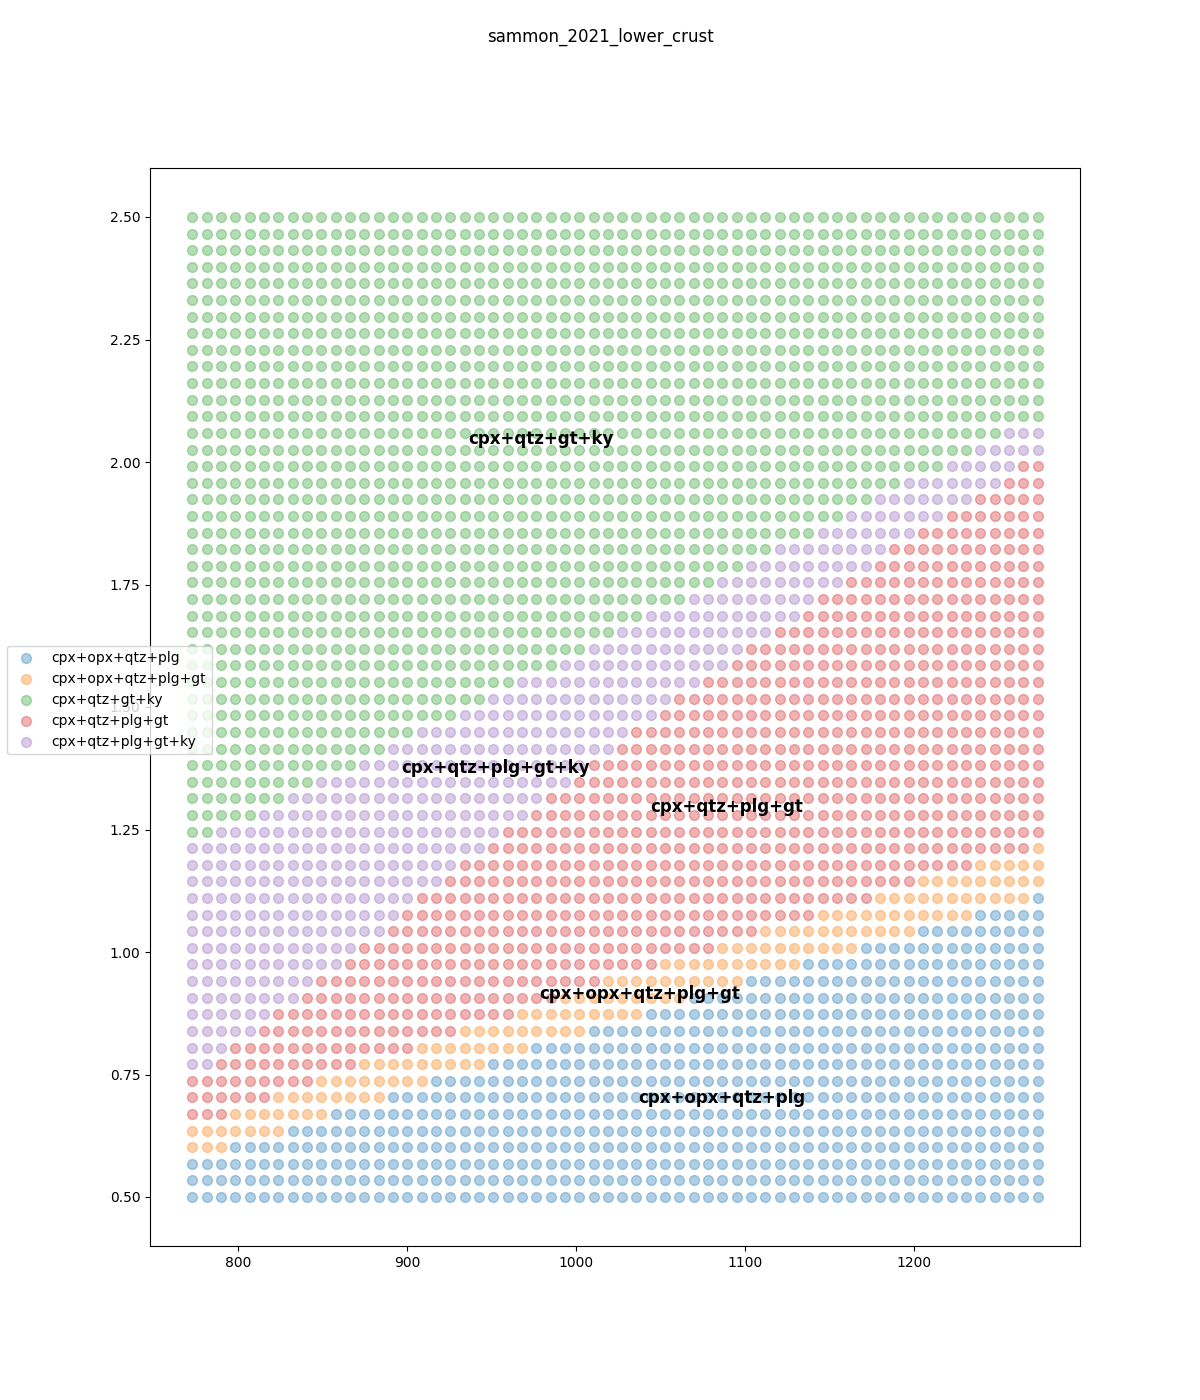 sammon_2021_lower_crust
2.50
2.25
cpx+qtz+gt+ky
2.00
1.75
cpx+opx+qtz+plg
cpx+opx+qtz+plg+gt
cpx+qtz+gt+ky
1.50
cpx+qtz+plg+gt
cpx+qtz+plg+gt+ky
cpx+qtz+plg+gt+ky
cpx+qtz+plg+gt
1.25
1.00
cpx+opx+qtz+plg+gt
0.75
cpx+opx+qtz+plg
0.50
800 900 1000 1100 1200